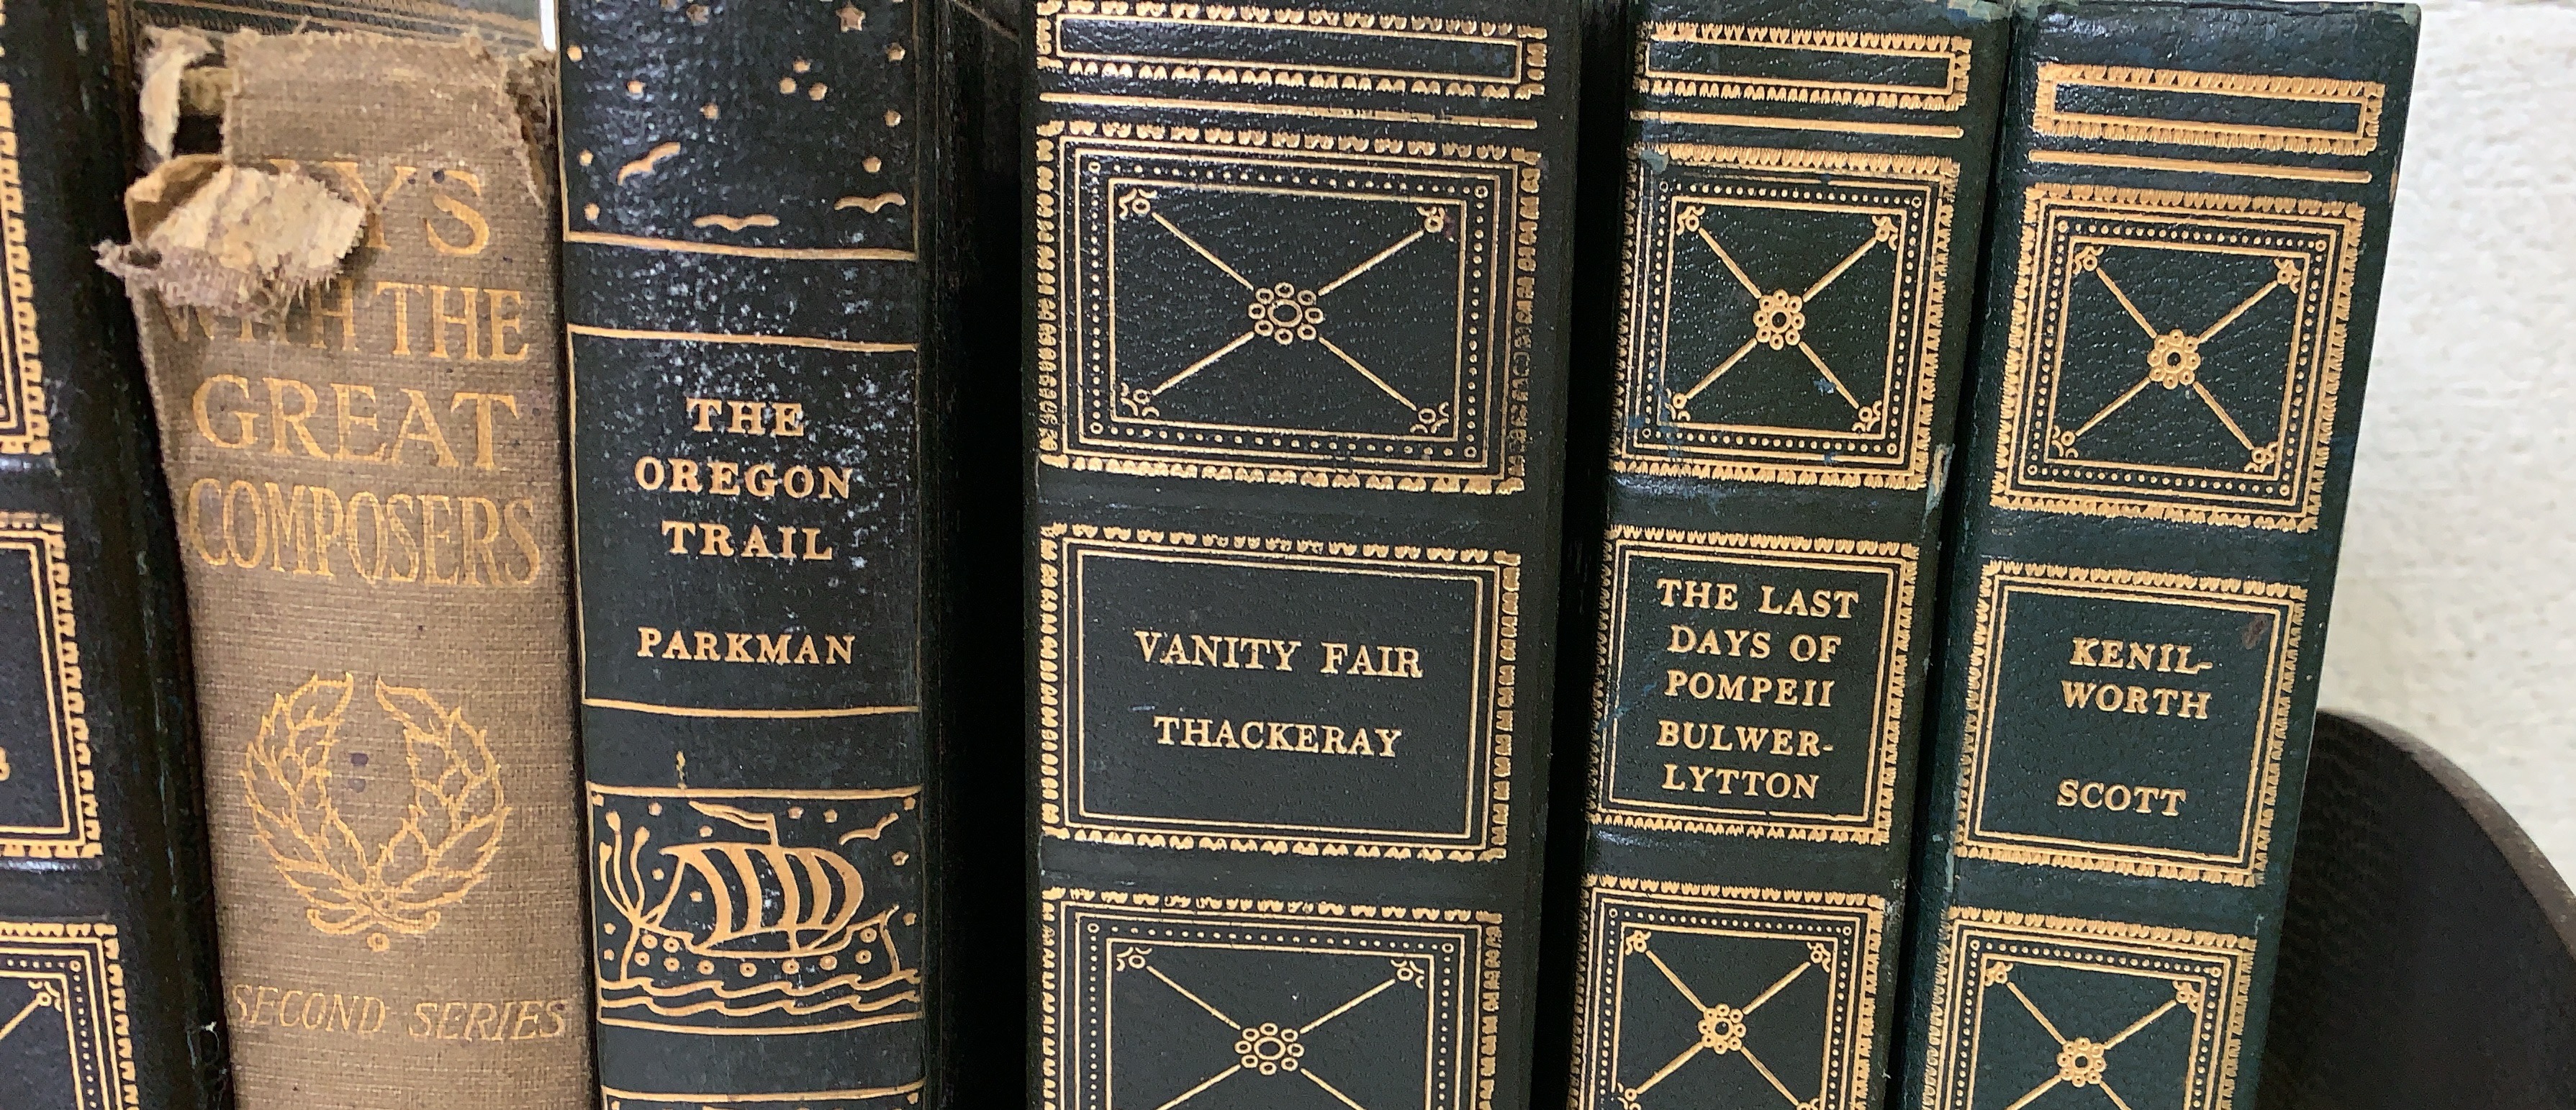 WITH THE
GREAT
COMPOSERS
SECOND SERIES
THE
OREGON
TRAIL
PARKMAN
VANITY FAIR
THACKERAY
THE LAST
DAYS OF
POMPEII
BULWER-
LYTTON
KENIL-
WORTH
SCOTT